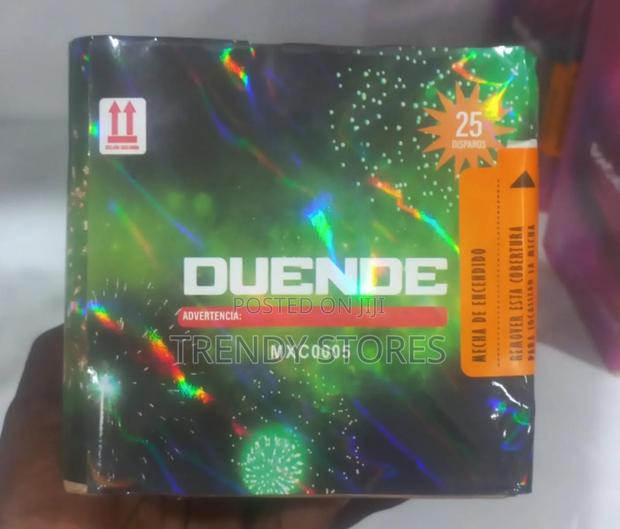 25
DISPAROS
DUENDE
POSTED ON JIJI
ADVERTENCIA:
MXC0805
TRENDY STORES
MECHA DE ENCENDIDO
REMOVER ESTA COBERTURA
PARA LOCALIZAR LA MECHA